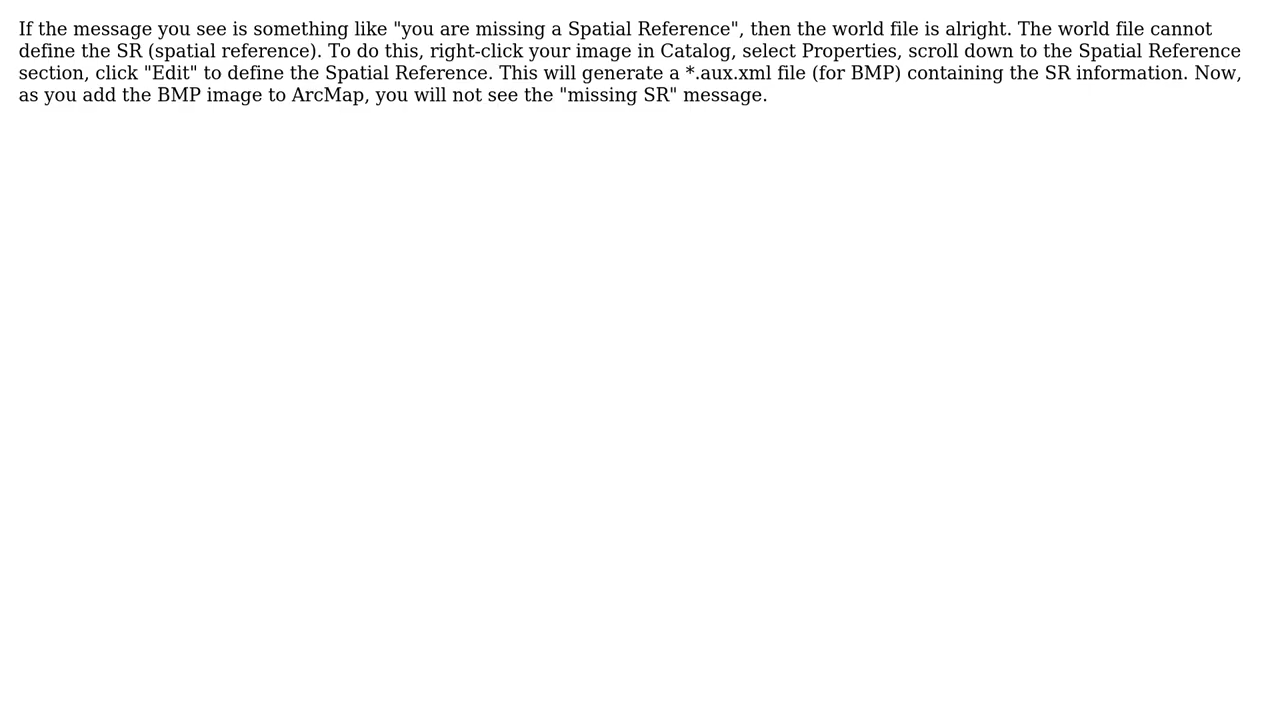 If the message you see is something like "you are missing a Spatial Reference", then the world file is alright. The world file cannot
define the SR (spatial reference). To do this, right-click your image in Catalog, select Properties, scroll down to the Spatial Reference
section, click "Edit" to define the Spatial Reference. This will generate a *.aux.xml file (for BMP) containing the SR information. Now,
as you add the BMP image to ArcMap, you will not see the "missing SR" message.